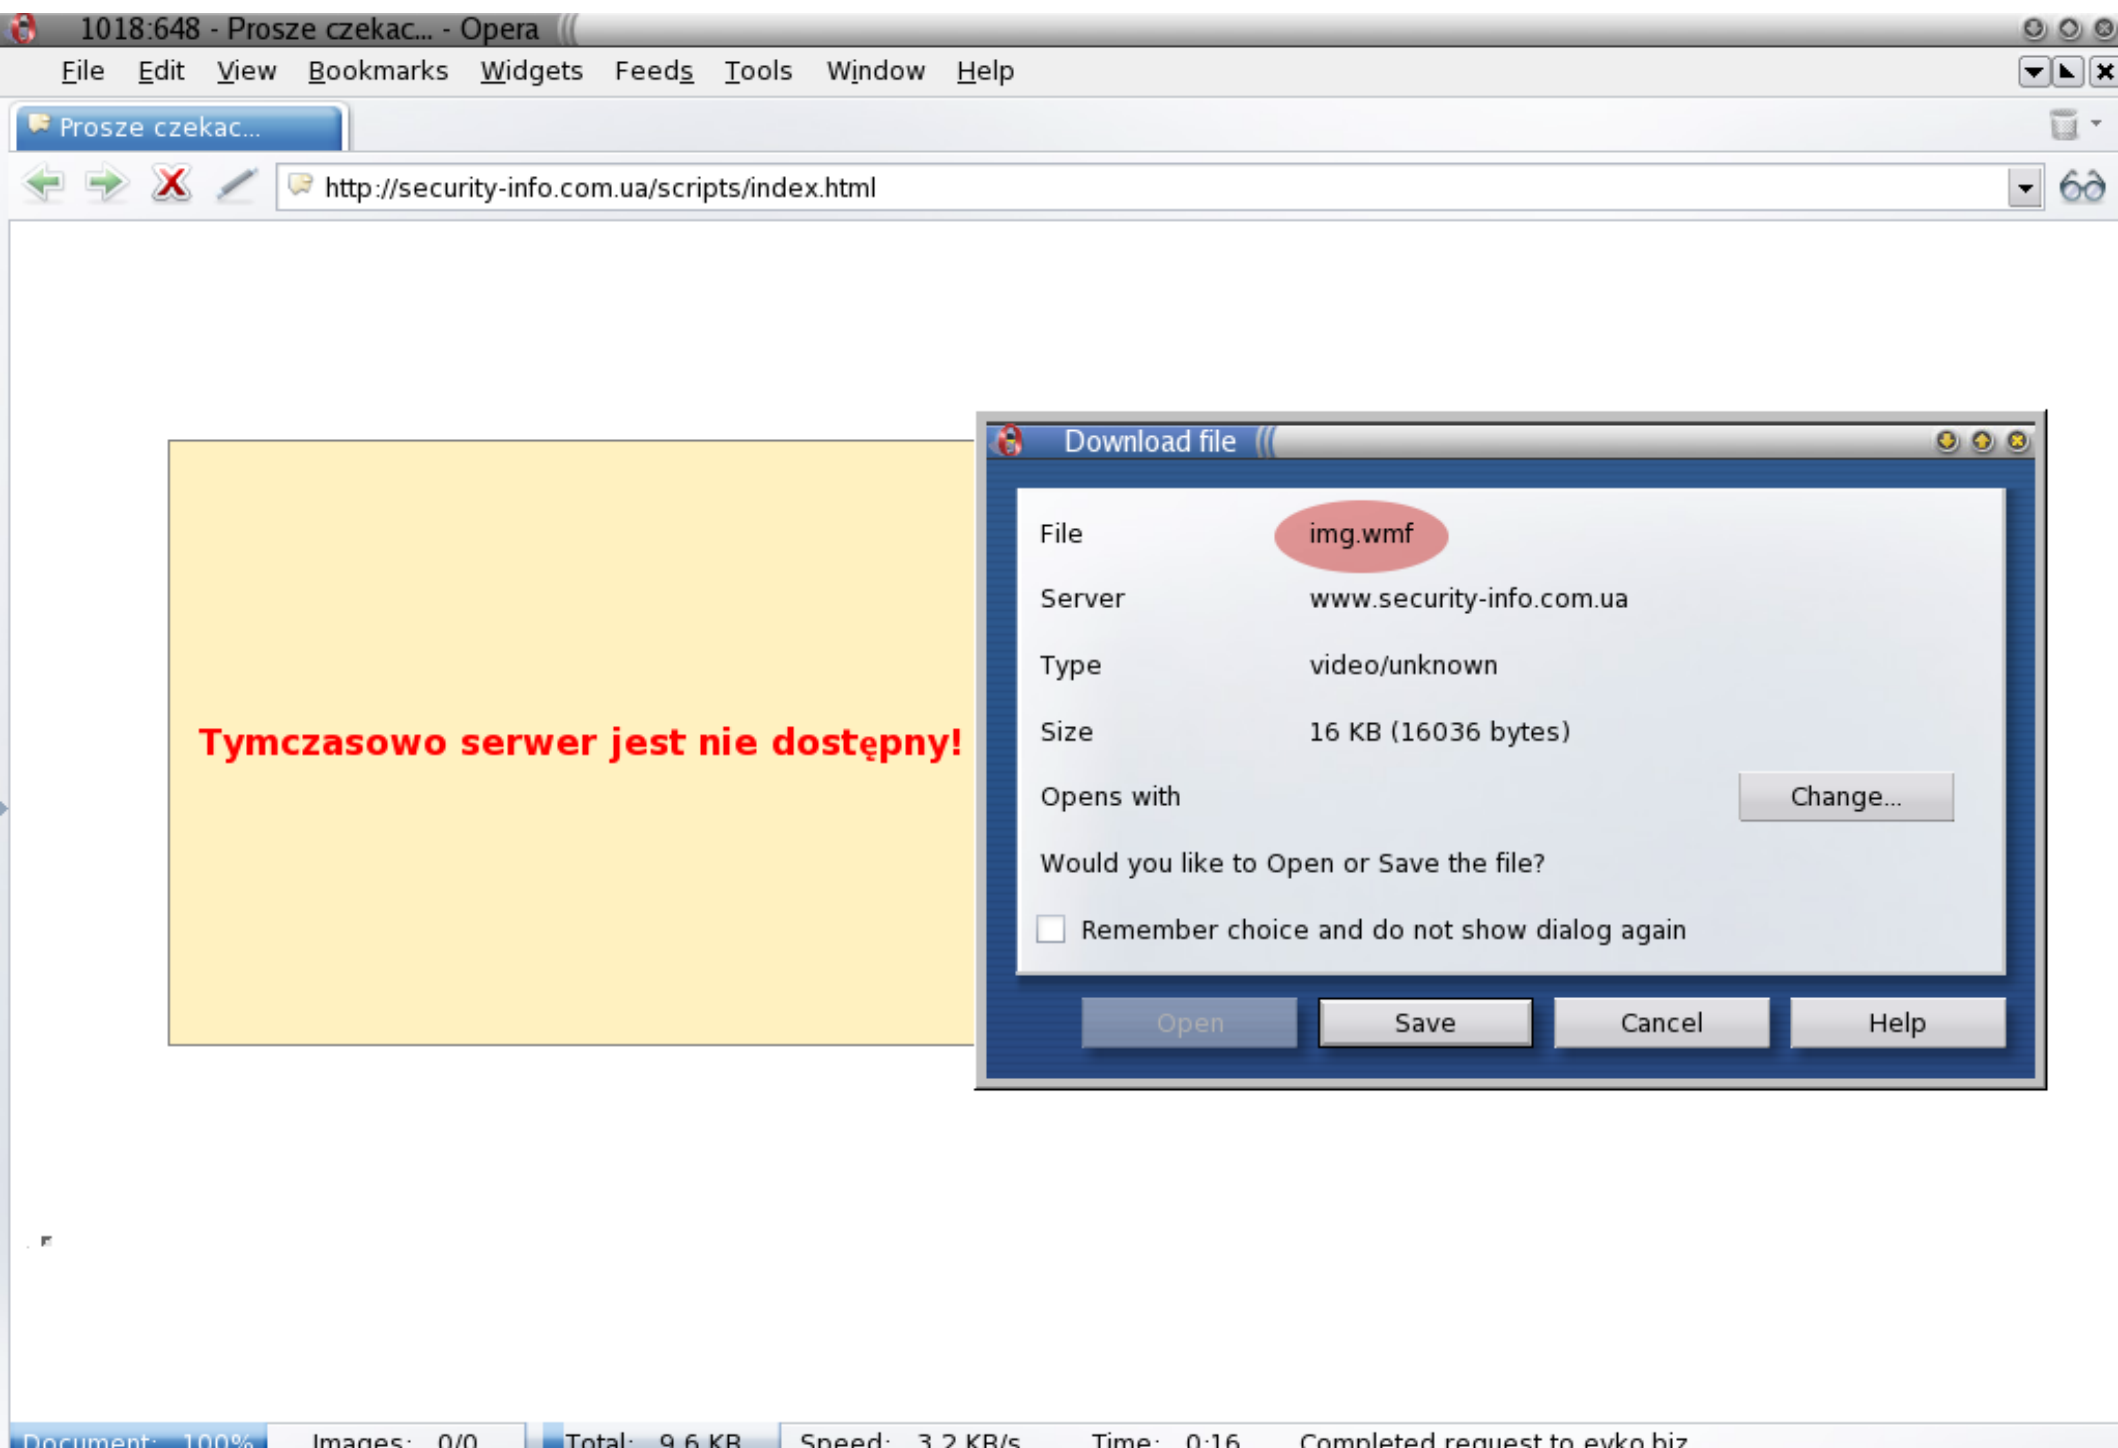 1018:648 - Prosze czekac... - Opera
File Edit View Bookmarks Widgets Feeds Tools Window Help
Prosze czekac...
http://security-info.com.ua/scripts/index.html
Tymczasowo serwer jest nie dostępny!
Download file
File img.wmf
Server www.security-info.com.ua
Type video/unknown
Size 16 KB (16036 bytes)
Opens with Change...
Would you like to Open or Save the file?
Remember choice and do not show dialog again
Open Save Cancel Help
Document: 100% Images: 0/0 Total: 9.6 KB Speed: 3.2 KB/s Time: 0:16 Completed request to evko.biz